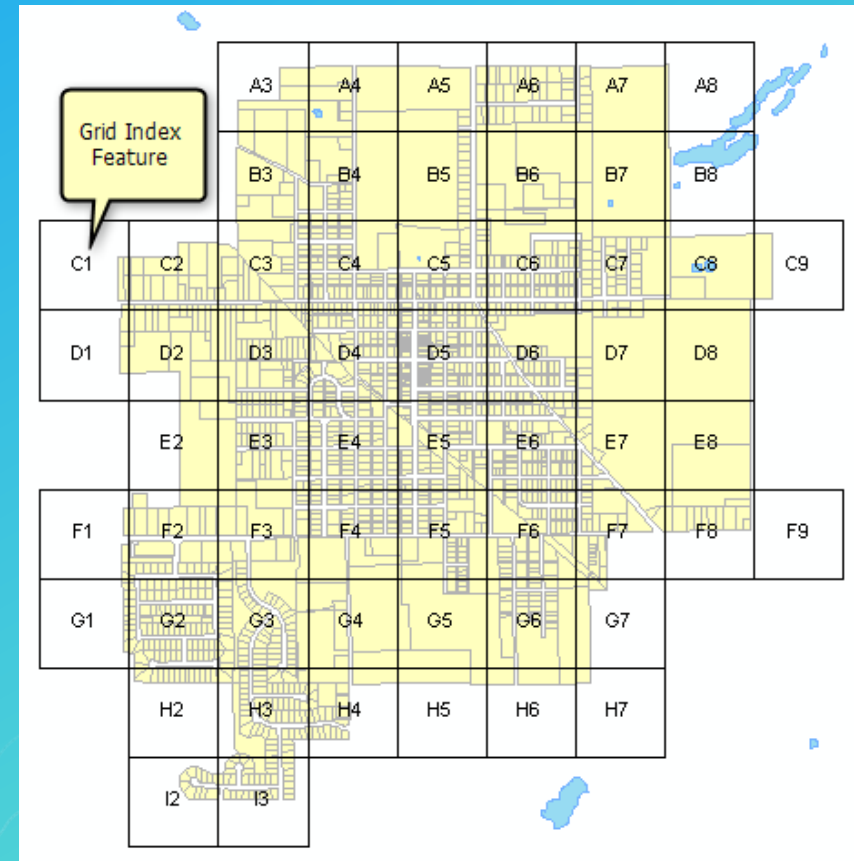 A3 A4 A5 A6 A7 A8
Grid Index
Feature
B3 B4 B5 B6 B7 B8
C1 C2 C3 C4 C5 C6 C7 C8 C9
D1 D2 D3 D4 D5 D6 D7 D8
E2 E3 E4 E5 E6 E7 E8
F1 F2 F3 F4 F5 F6 F7 F8 F9
G1 G2 G3 G4 G5 G6 G7
H2 H3 H4 H5 H6 H7
I2 I3